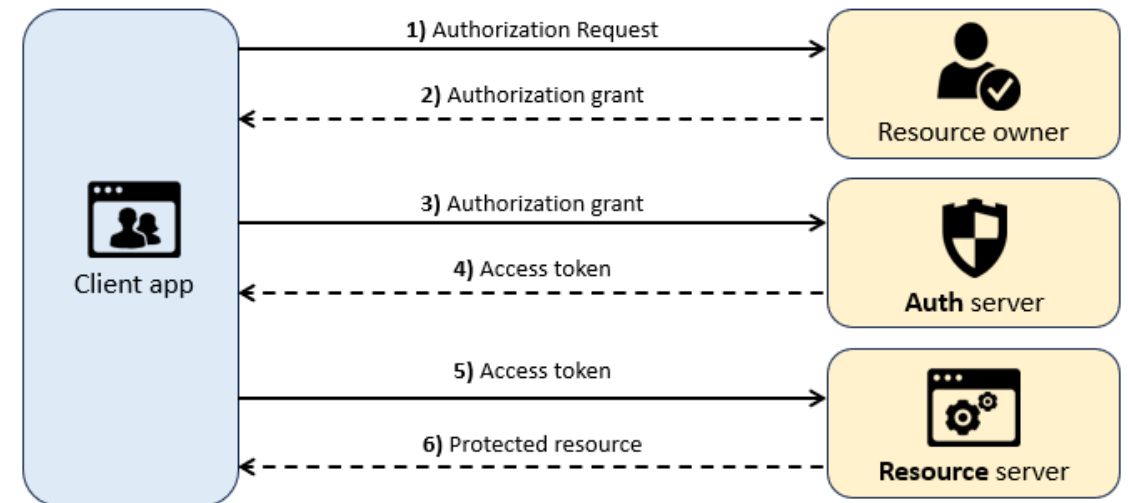 1) Authorization Request
2) Authorization grant
Resource owner
3) Authorization grant
Client app
4) Access token
Auth server
5) Access token
6) Protected resource
Resource server